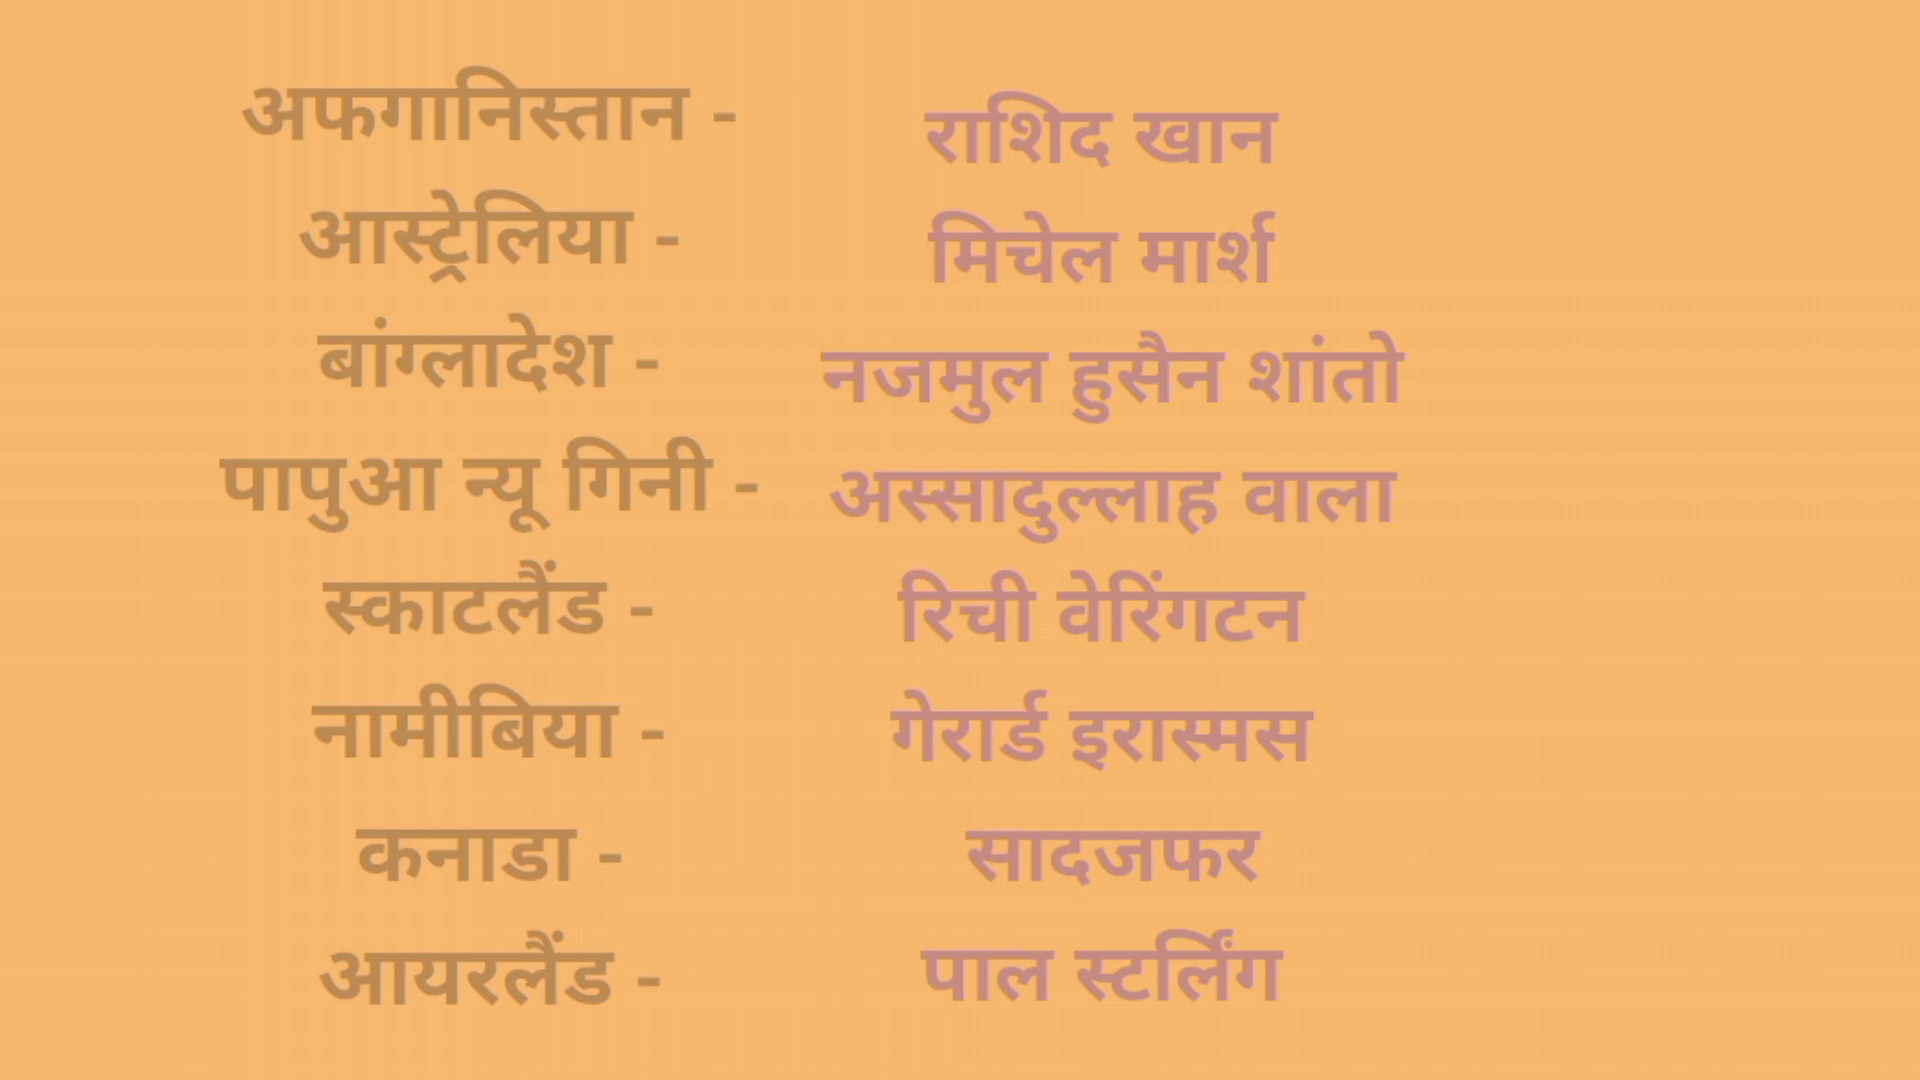 अफगानिस्तान - राशिद खान
आस्ट्रेलिया - मिचेल मार्श
बांग्लादेश - नजमुल हुसैन शांतो
पापुआ न्यू गिनी - अस्सादुल्लाह वाला
स्काटलैंड - रिची वेरिंगटन
नामीबिया - गेरार्ड इरास्मस
कनाडा - सादजफर
आयरलैंड - पाल स्टर्लिंग